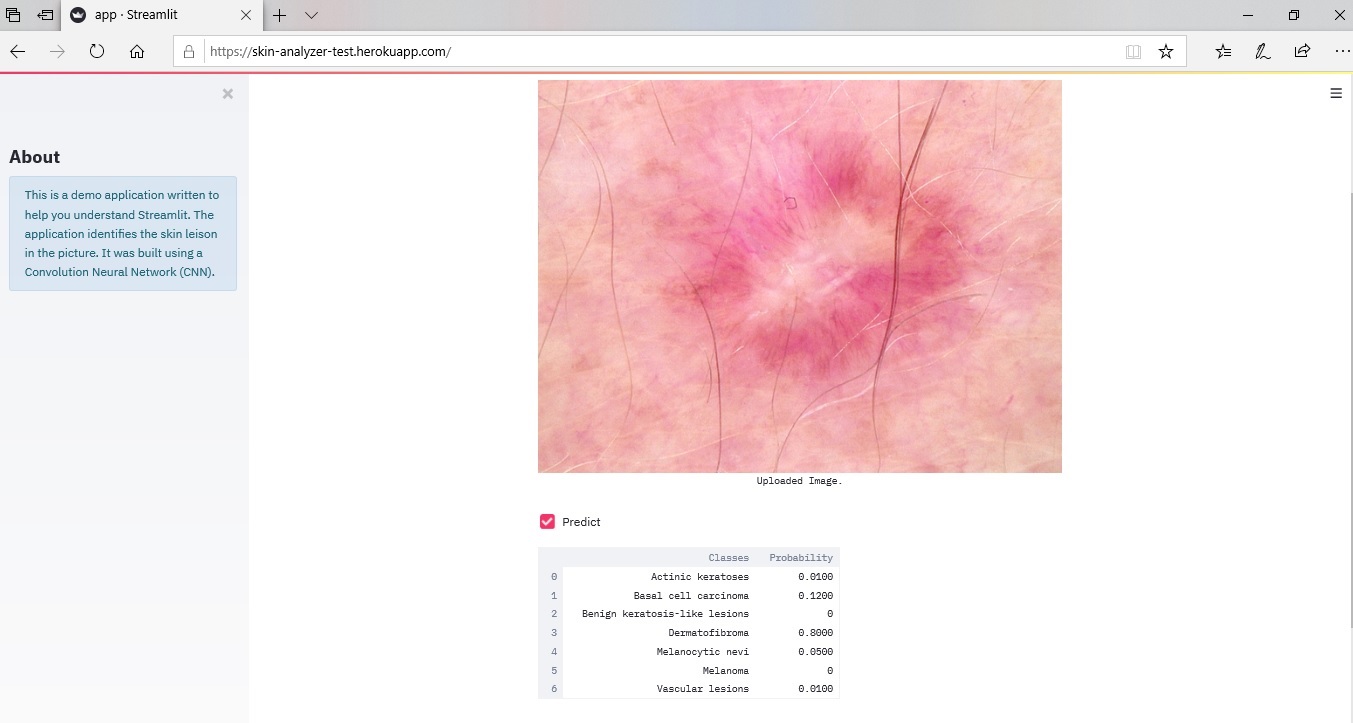 app · Streamlit
https://skin-analyzer-test.herokuapp.com/
About
This is a demo application written to
help you understand Streamlit. The
application identifies the skin leison
in the picture. It was built using a
Convolution Neural Network (CNN).
Uploaded Image.
Predict
Classes Probability
0 Actinic keratoses 0.0100
1 Basal cell carcinoma 0.1200
2 Benign keratosis-like lesions 0
3 Dermatofibroma 0.8000
4 Melanocytic nevi 0.0500
5 Melanoma 0
6 Vascular lesions 0.0100